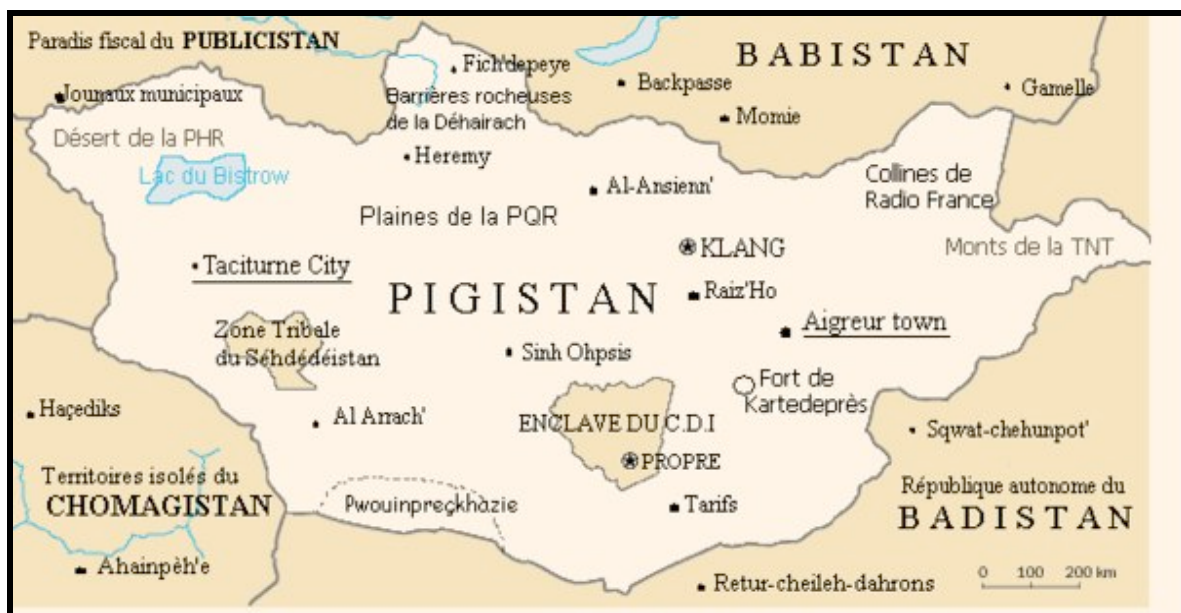 Paradis fiscal du PUBLICISTAN
BABISTAN
Fich'depeye
Backpasse
Gamelle
Jounaux municipaux
Barrières rocheuses
de la Déhairach
Momie
Désert de la PHR
Heremy
Lac du Bistrow
Al-Ansienn'
Collines de
Radio France
Plaines de la PQR
KLANG
Monts de la TNT
Taciturne City
PIGISTAN
Raiz'Ho
Aigreur town
Zône Tribale
du Séhdédéistan
Sinh Ohpsis
Fort de
Kartedeprès
Haçediks
Al Arrach'
ENCLAVE DU C.D.I
Sqwat-chehunpot'
PROPRE
Territoires isolés du
CHOMAGISTAN
Pwouinpreçkhazie
Tarifs
République autonome du
BADISTAN
Ahainpèh'e
Retur-cheileh-dahrons
0 100 200 km